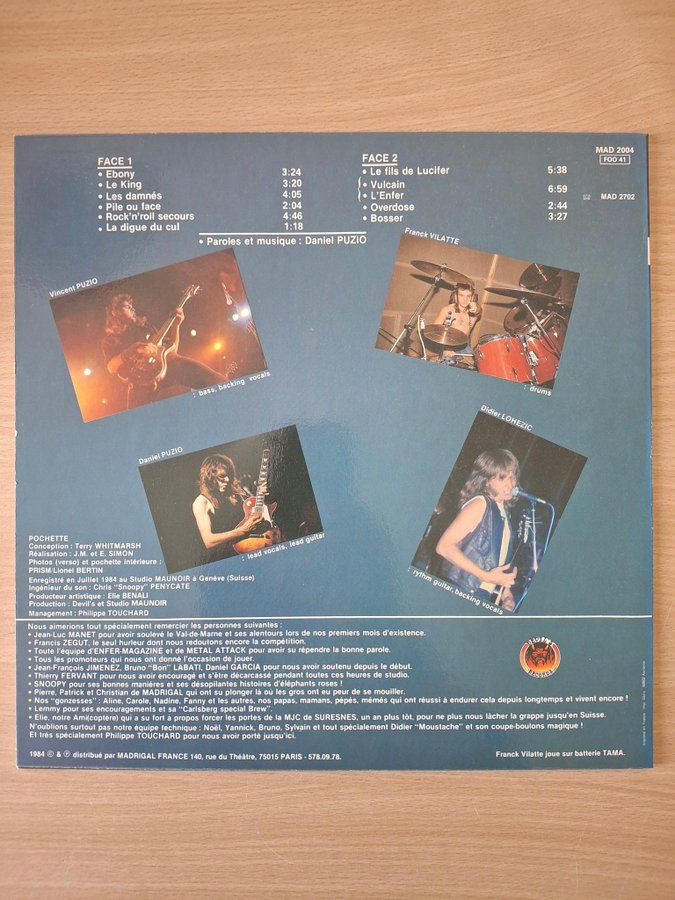 MAD 2004
FOO 41
MAD 2702
FACE 1
• Ebony 3:24
• Le King 3:20
• Les damnés 4:05
• Pile ou face 2:04
• Rock'n'roll secours 4:46
• La digue du cul 1:18
FACE 2
• Le fils de Lucifer 5:38
• Vulcain
• L'Enfer 6:59
• Overdose 2:44
• Bosser 3:27
• Paroles et musique : Daniel PUZIO
Vincent PUZIO
: bass, backing vocals
Franck VILATTE
: drums
Daniel PUZIO
: lead vocals, lead guitar
Didier LOHEZIC
: rythm guitar, backing vocals
POCHETTE
Conception : Terry WHITMARSH
Réalisation : J.M. et E. SIMON
Photos (verso) et pochette intérieure :
PRISM/Lionel BERTIN
Enregistré en Juillet 1984 au Studio MAUNOIR à Genève (Suisse)
Ingénieur du son : Chris "Snoopy" PENYCATE
Producteur artistique : Elie BENALI
Production : Devil's et Studio MAUNOIR
Management : Philippe TOUCHARD
Nous aimerions tout spécialement remercier les personnes suivantes :
• Jean-Luc MANET pour avoir soulevé le Val-de-Marne et ses alentours lors de nos premiers mois d'existence.
• Francis ZEGUT, le seul hurleur dont nous redoutons encore la compétition.
• Toute l'équipe d'ENFER-MAGAZINE et de METAL ATTACK pour avoir su répendre la bonne parole.
• Tous les promoteurs qui nous ont donné l'occasion de jouer.
• Jean-François JIMENEZ, Bruno "Bon" LABATI, Daniel GARCIA pour nous avoir soutenu depuis le début.
• Thierry FERVANT pour nous avoir encouragé et s'être décarcassé pendant toutes ces heures de studio.
• SNOOPY pour ses bonnes manières et ses désopilantes histoires d'éléphants roses !
• Pierre, Patrick et Christian de MADRIGAL qui ont su plonger là où les gros ont eu peur de se mouiller.
• Nos "gonzesses" : Aline, Carole, Nadine, Fanny et les autres, nos papas, mamans, pépés, mémés qui ont réussi à endurer cela depuis longtemps et vivent encore !
• Lemmy pour ses encouragements et sa "Carlsberg special Brew".
• Elie, notre Ami(coptère) qui a su fort à propos forcer les portes de la MJC de SURESNES, un an plus tôt, pour ne plus nous lâcher la grappe jusqu'en Suisse.
N'oublions surtout pas notre équipe technique : Noël, Yannick, Bruno, Sylvain et tout spécialement Didier "Moustache" et son coupe-boulons magique !
Et très spécialement Philippe TOUCHARD pour nous avoir porté jusqu'ici.
1984 © & ℗ distribué par MADRIGAL FRANCE 140, rue du Théâtre, 75015 PARIS - 578.09.78.
Franck Vilatte joue sur batterie TAMA.